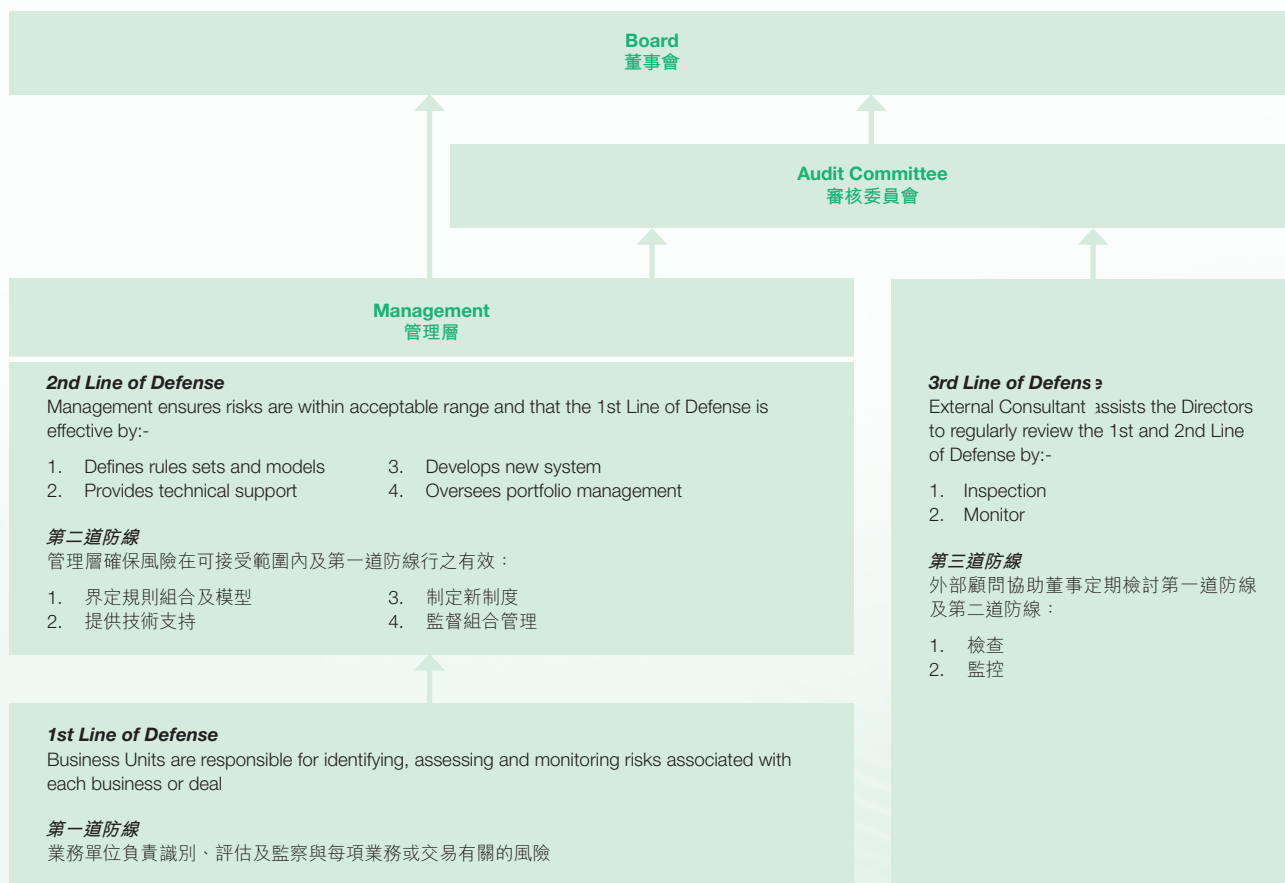 Board
董事會
Audit Committee
審核委員會
Management
管理層
2nd Line of Defense
Management ensures risks are within acceptable range and that the 1st Line of Defense is
effective by:-
1. Defines rules sets and models
2. Provides technical support
3. Develops new system
4. Oversees portfolio management
第二道防線
管理層確保風險在可接受範圍內及第一道防線行之有效：
1. 界定規則組合及模型
2. 提供技術支持
3. 制定新制度
4. 監督組合管理
3rd Line of Defense
External Consultant assists the Directors
to regularly review the 1st and 2nd Line
of Defense by:-
1. Inspection
2. Monitor
第三道防線
外部顧問協助董事定期檢討第一道防線
及第二道防線：
1. 檢查
2. 監控
1st Line of Defense
Business Units are responsible for identifying, assessing and monitoring risks associated with
each business or deal
第一道防線
業務單位負責識別、評估及監察與每項業務或交易有關的風險